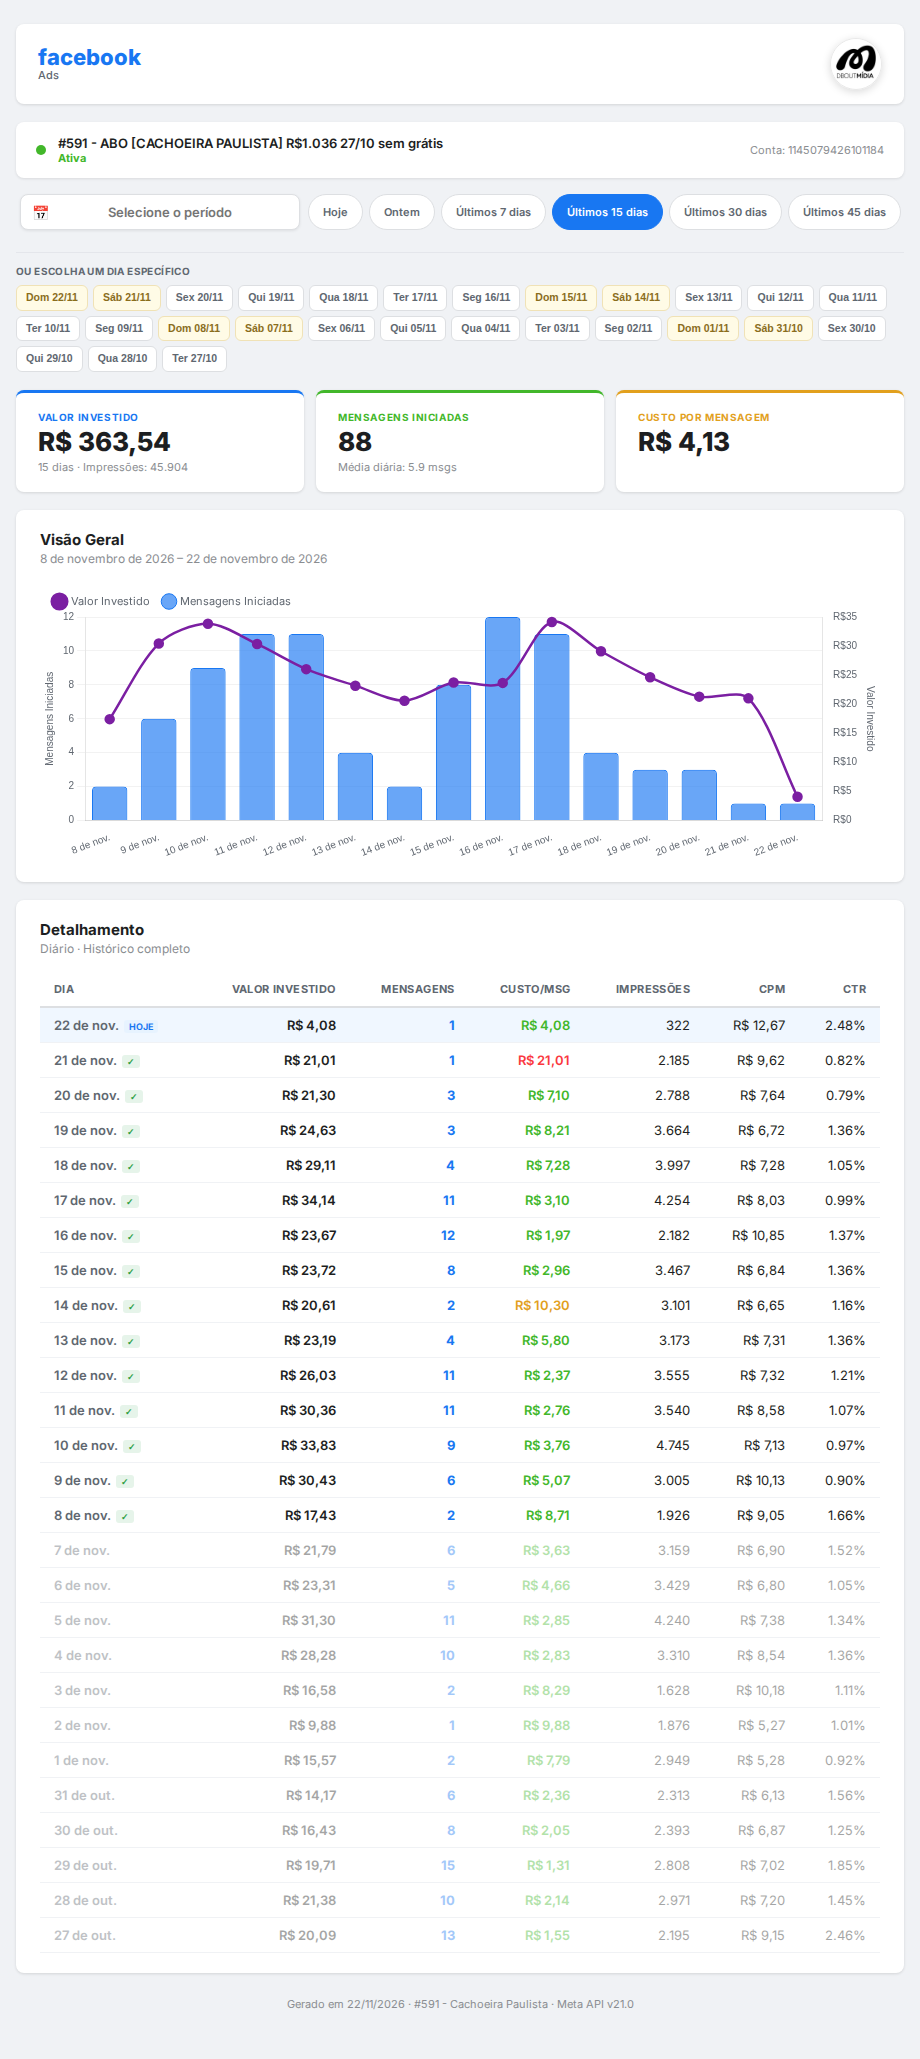 facebook
Ads
DBOUTMÍDIA
#591 - ABO [CACHOEIRA PAULISTA] R$1.036 27/10 sem grátis
Ativa
Conta: 1145079426101184
Selecione o período
Hoje
Ontem
Últimos 7 dias
Últimos 15 dias
Últimos 30 dias
Últimos 45 dias
OU ESCOLHA UM DIA ESPECÍFICO
Dom 22/11 Sáb 21/11 Sex 20/11 Qui 19/11 Qua 18/11 Ter 17/11 Seg 16/11 Dom 15/11 Sáb 14/11 Sex 13/11 Qui 12/11 Qua 11/11
Ter 10/11 Seg 09/11 Dom 08/11 Sáb 07/11 Sex 06/11 Qui 05/11 Qua 04/11 Ter 03/11 Seg 02/11 Dom 01/11 Sáb 31/10 Sex 30/10
Qui 29/10 Qua 28/10 Ter 27/10
VALOR INVESTIDO
R$ 363,54
15 dias · Impressões: 45.904
MENSAGENS INICIADAS
88
Média diária: 5.9 msgs
CUSTO POR MENSAGEM
R$ 4,13
Visão Geral
8 de novembro de 2026 – 22 de novembro de 2026
Valor Investido
Mensagens Iniciadas
Mensagens Iniciadas
12
10
8
6
4
2
0
R$35
R$30
R$25
R$20
R$15
R$10
R$5
R$0
Valor Investido
8 de nov. 9 de nov. 10 de nov. 11 de nov. 12 de nov. 13 de nov. 14 de nov. 15 de nov. 16 de nov. 17 de nov. 18 de nov. 19 de nov. 20 de nov. 21 de nov. 22 de nov.
Detalhamento
Diário · Histórico completo
DIA VALOR INVESTIDO MENSAGENS CUSTO/MSG IMPRESSÕES CPM CTR
22 de nov. HOJE R$ 4,08 1 R$ 4,08 322 R$ 12,67 2.48%
21 de nov. ✓ R$ 21,01 1 R$ 21,01 2.185 R$ 9,62 0.82%
20 de nov. ✓ R$ 21,30 3 R$ 7,10 2.788 R$ 7,64 0.79%
19 de nov. ✓ R$ 24,63 3 R$ 8,21 3.664 R$ 6,72 1.36%
18 de nov. ✓ R$ 29,11 4 R$ 7,28 3.997 R$ 7,28 1.05%
17 de nov. ✓ R$ 34,14 11 R$ 3,10 4.254 R$ 8,03 0.99%
16 de nov. ✓ R$ 23,67 12 R$ 1,97 2.182 R$ 10,85 1.37%
15 de nov. ✓ R$ 23,72 8 R$ 2,96 3.467 R$ 6,84 1.36%
14 de nov. ✓ R$ 20,61 2 R$ 10,30 3.101 R$ 6,65 1.16%
13 de nov. ✓ R$ 23,19 4 R$ 5,80 3.173 R$ 7,31 1.36%
12 de nov. ✓ R$ 26,03 11 R$ 2,37 3.555 R$ 7,32 1.21%
11 de nov. ✓ R$ 30,36 11 R$ 2,76 3.540 R$ 8,58 1.07%
10 de nov. ✓ R$ 33,83 9 R$ 3,76 4.745 R$ 7,13 0.97%
9 de nov. ✓ R$ 30,43 6 R$ 5,07 3.005 R$ 10,13 0.90%
8 de nov. ✓ R$ 17,43 2 R$ 8,71 1.926 R$ 9,05 1.66%
7 de nov. R$ 21,79 6 R$ 3,63 3.159 R$ 6,90 1.52%
6 de nov. R$ 23,31 5 R$ 4,66 3.429 R$ 6,80 1.05%
5 de nov. R$ 31,30 11 R$ 2,85 4.240 R$ 7,38 1.34%
4 de nov. R$ 28,28 10 R$ 2,83 3.310 R$ 8,54 1.36%
3 de nov. R$ 16,58 2 R$ 8,29 1.628 R$ 10,18 1.11%
2 de nov. R$ 9,88 1 R$ 9,88 1.876 R$ 5,27 1.01%
1 de nov. R$ 15,57 2 R$ 7,79 2.949 R$ 5,28 0.92%
31 de out. R$ 14,17 6 R$ 2,36 2.313 R$ 6,13 1.56%
30 de out. R$ 16,43 8 R$ 2,05 2.393 R$ 6,87 1.25%
29 de out. R$ 19,71 15 R$ 1,31 2.808 R$ 7,02 1.85%
28 de out. R$ 21,38 10 R$ 2,14 2.971 R$ 7,20 1.45%
27 de out. R$ 20,09 13 R$ 1,55 2.195 R$ 9,15 2.46%
Gerado em 22/11/2026 · #591 - Cachoeira Paulista · Meta API v21.0